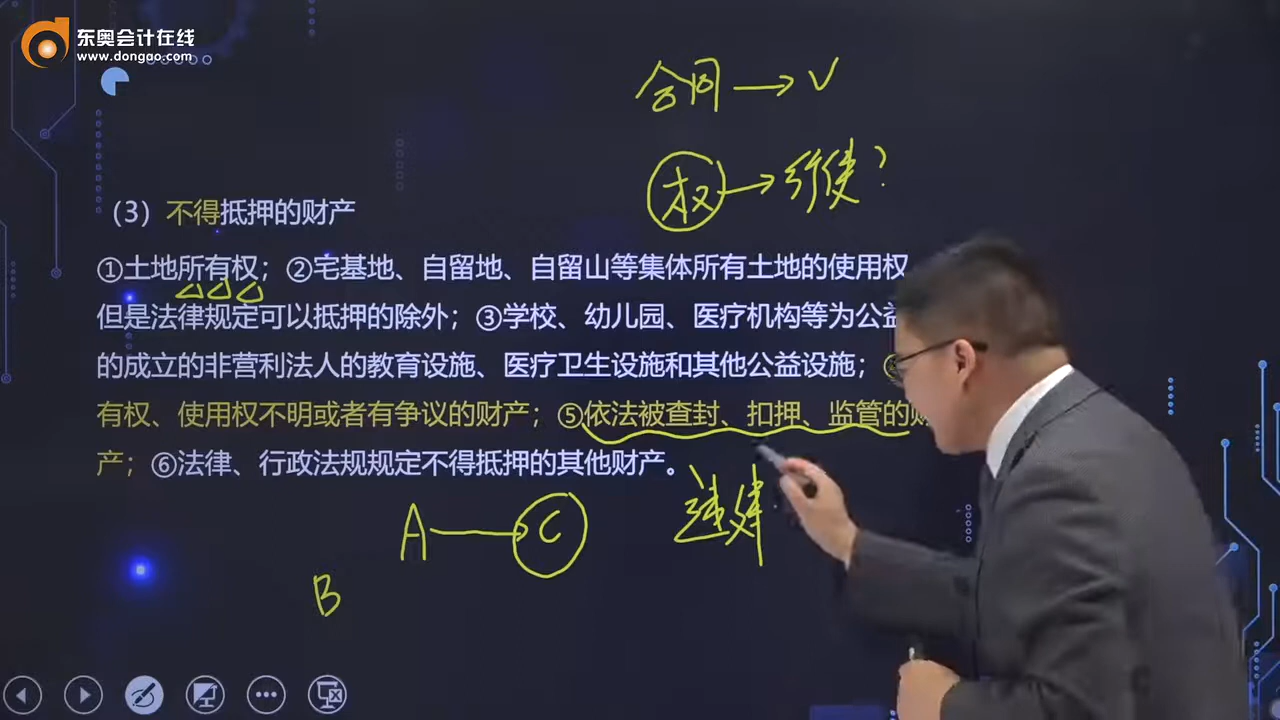 东奥会计在线
www.dongao.com
合同→√
权→行使?
（3）不得抵押的财产
①土地所有权；②宅基地、自留地、自留山等集体所有土地的使用权
但是法律规定可以抵押的除外；③学校、幼儿园、医疗机构等为公益
的成立的非营利法人的教育设施、医疗卫生设施和其他公益设施；
有权、使用权不明或者有争议的财产；⑤依法被查封、扣押、监管的财
产；⑥法律、行政法规规定不得抵押的其他财产。
A→C
违建
B